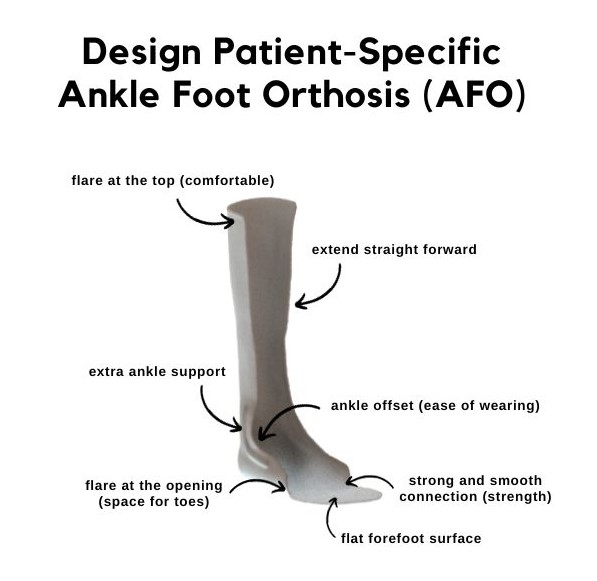 Design Patient-Specific
Ankle Foot Orthosis (AFO)
flare at the top (comfortable)
extend straight forward
extra ankle support
ankle offset (ease of wearing)
flare at the opening
(space for toes)
strong and smooth
connection (strength)
flat forefoot surface